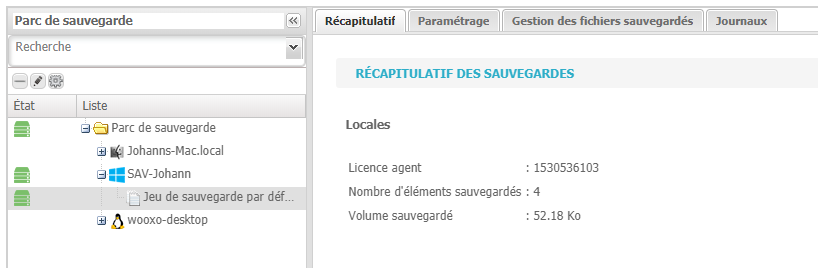 Parc de sauvegarde
Recherche
État Liste
Parc de sauvegarde
Johanns-Mac.local
SAV-Johann
Jeu de sauvegarde par déf...
wooxo-desktop
Récapitulatif Paramétrage Gestion des fichiers sauvegardés Journaux
RÉCAPITULATIF DES SAUVEGARDES
Locales
Licence agent : 1530536103
Nombre d'éléments sauvegardés : 4
Volume sauvegardé : 52.18 Ko